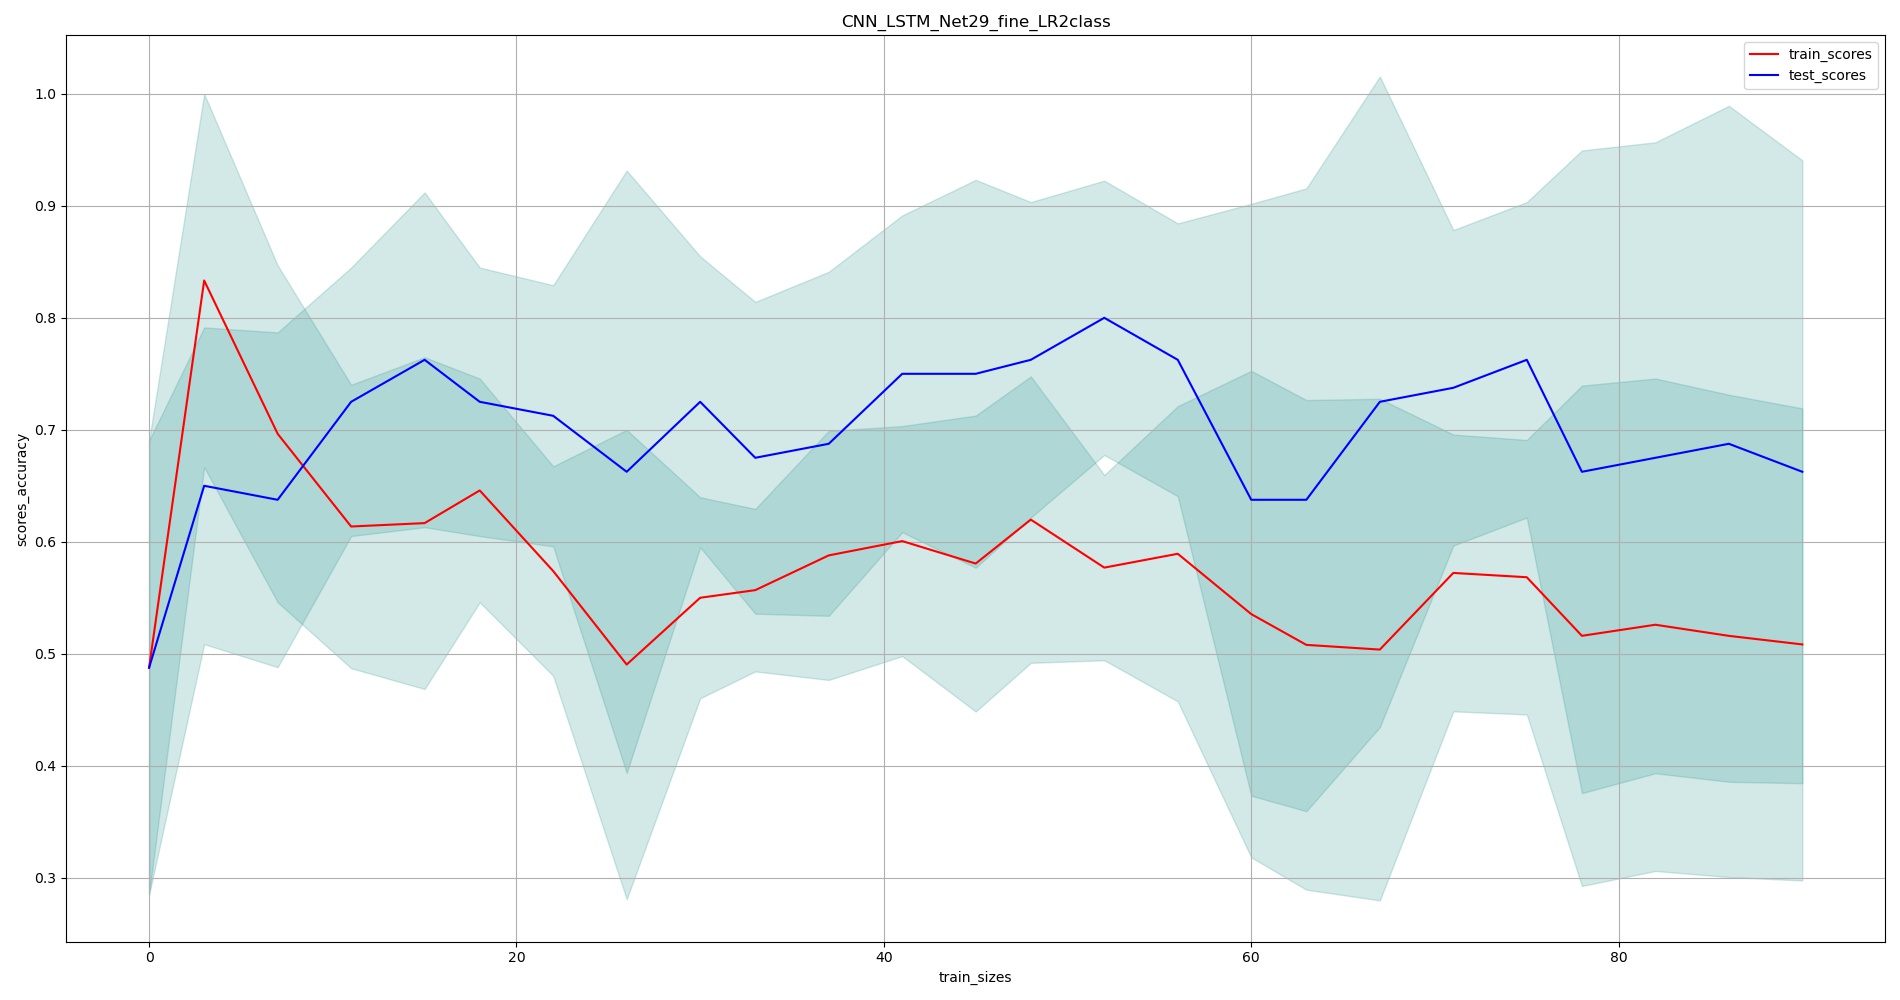 CNN_LSTM_Net29_fine_LR2class
train_scores
test_scores
1.0
0.9
0.8
0.7
0.6
0.5
0.4
0.3
scores_accuracy
0 20 40 60 80
train_sizes